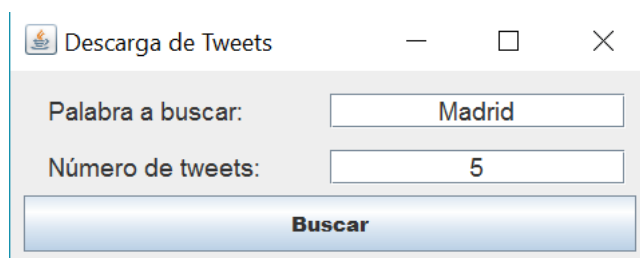 Descarga de Tweets
Palabra a buscar: Madrid
Número de tweets: 5
Buscar